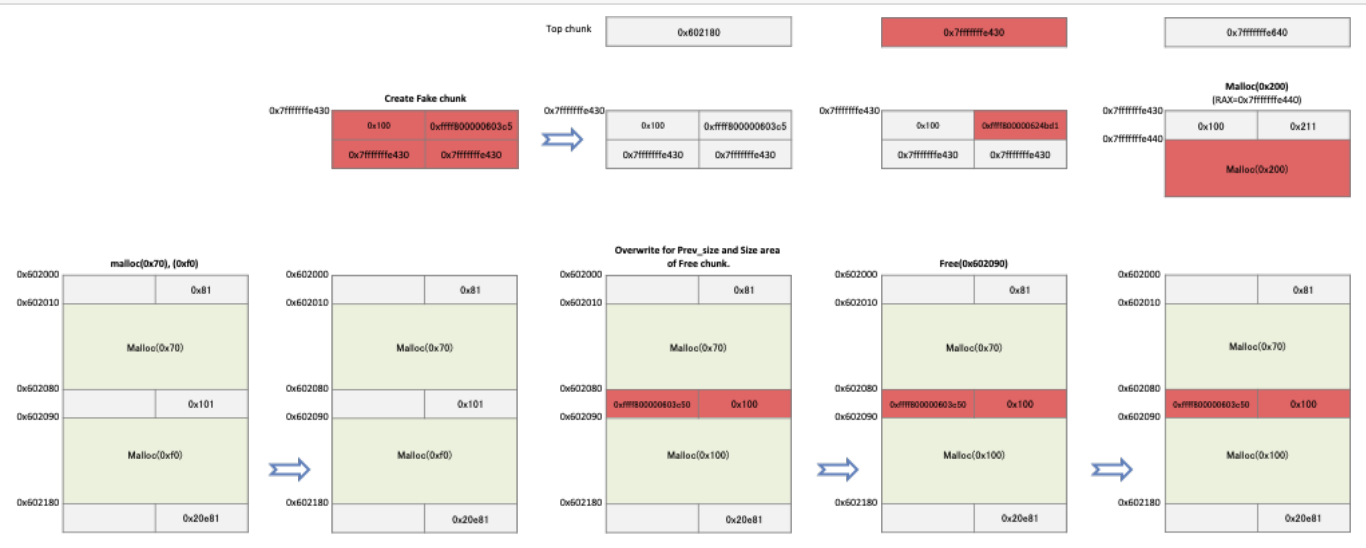 Top chunk
0x602180
0x7fffffffe430
0x7fffffffe640
Create Fake chunk
Malloc(0x200)
(RAX=0x7fffffffe440)
0x7fffffffe430
0x100
0xffff800000603c5
0x7fffffffe430
0x7fffffffe430
0x7fffffffe430
0x100
0xffff800000603c5
0x7fffffffe430
0x7fffffffe430
0x7fffffffe430
0x100
0xffff800000624bd1
0x7fffffffe430
0x7fffffffe430
0x7fffffffe430
0x100
0x211
0x7fffffffe440
Malloc(0x200)
malloc(0x70), (0xf0)
0x602000
0x81
0x602010
Malloc(0x70)
0x602080
0x101
0x602090
Malloc(0xf0)
0x602180
0x20e81
0x602000
0x81
0x602010
Malloc(0x70)
0x602080
0x101
0x602090
Malloc(0xf0)
0x602180
0x20e81
Overwrite for Prev_size and Size area
of Free chunk.
0x602000
0x81
0x602010
Malloc(0x70)
0x602080
0xffff800000603c50
0x100
0x602090
Malloc(0x100)
0x602180
0x20e81
Free(0x602090)
0x602000
0x81
0x602010
Malloc(0x70)
0x602080
0xffff800000603c50
0x100
0x602090
Malloc(0x100)
0x602180
0x20e81
0x602000
0x81
0x602010
Malloc(0x70)
0x602080
0xffff800000603c50
0x100
0x602090
Malloc(0x100)
0x602180
0x20e81